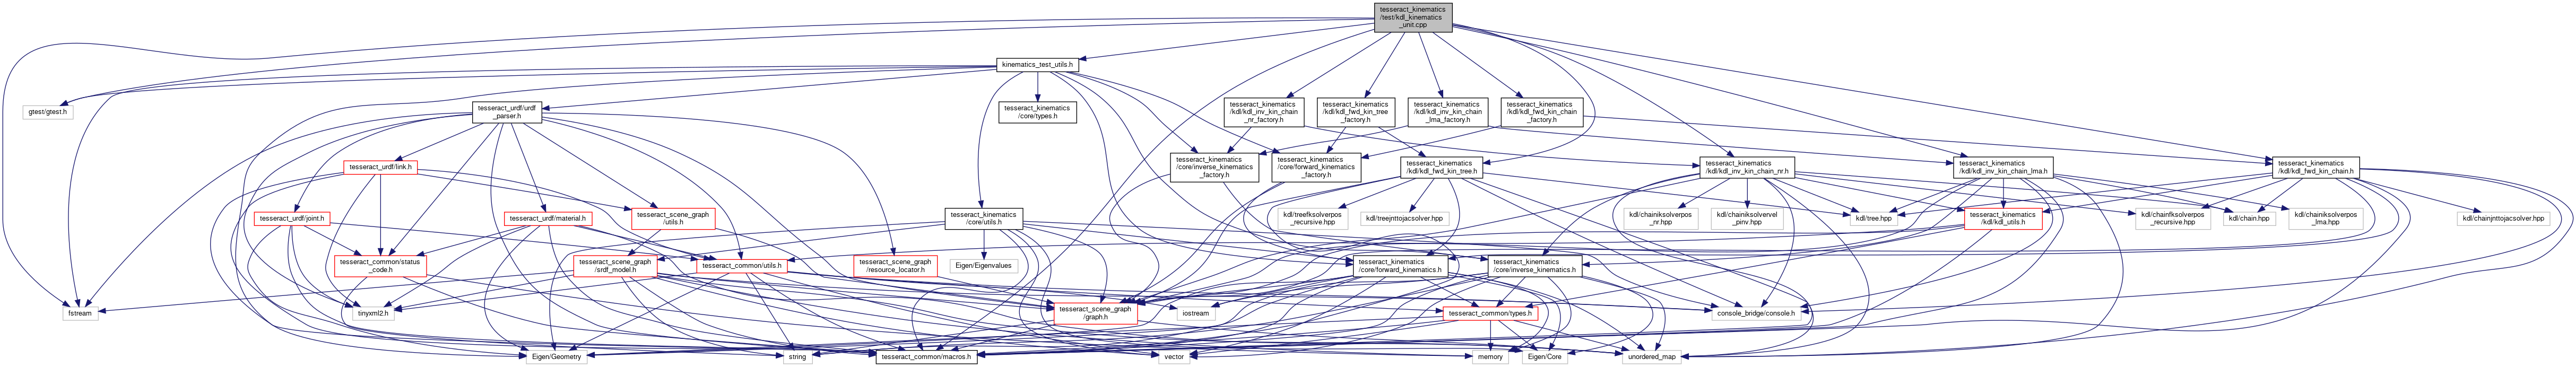 tesseract_kinematics
/test/kdl_kinematics
_unit.cpp
kinematics_test_utils.h
gtest/gtest.h
tesseract_urdf/urdf
_parser.h
tesseract_kinematics
/core/types.h
tesseract_kinematics
/kdl/kdl_inv_kin_chain
_nr_factory.h
tesseract_kinematics
/kdl/kdl_fwd_kin_tree
_factory.h
tesseract_kinematics
/kdl/kdl_inv_kin_chain
_lma_factory.h
tesseract_kinematics
/kdl/kdl_fwd_kin_chain
_factory.h
tesseract_urdf/link.h
tesseract_kinematics
/core/inverse_kinematics
_factory.h
tesseract_kinematics
/core/forward_kinematics
_factory.h
tesseract_kinematics
/kdl/kdl_fwd_kin_tree.h
tesseract_kinematics
/kdl/kdl_inv_kin_chain_nr.h
tesseract_kinematics
/kdl/kdl_inv_kin_chain_lma.h
tesseract_kinematics
/kdl/kdl_fwd_kin_chain.h
tesseract_urdf/joint.h
tesseract_urdf/material.h
tesseract_scene_graph
/utils.h
tesseract_kinematics
/core/utils.h
kdl/treefksolverpos
_recursive.hpp
kdl/treejnttojacsolver.hpp
kdl/chainiksolverpos
_nr.hpp
kdl/chainiksolvervel
_pinv.hpp
kdl/tree.hpp
tesseract_kinematics
/kdl/kdl_utils.h
kdl/chainfksolverpos
_recursive.hpp
kdl/chain.hpp
kdl/chainiksolverpos
_lma.hpp
kdl/chainjnttojacsolver.hpp
tesseract_common/status
_code.h
tesseract_scene_graph
/srdf_model.h
tesseract_common/utils.h
tesseract_scene_graph
/resource_locator.h
Eigen/Eigenvalues
tesseract_kinematics
/core/forward_kinematics.h
tesseract_kinematics
/core/inverse_kinematics.h
fstream
tinyxml2.h
tesseract_scene_graph
/graph.h
iostream
tesseract_common/types.h
console_bridge/console.h
Eigen/Geometry
string
tesseract_common/macros.h
vector
memory
Eigen/Core
unordered_map